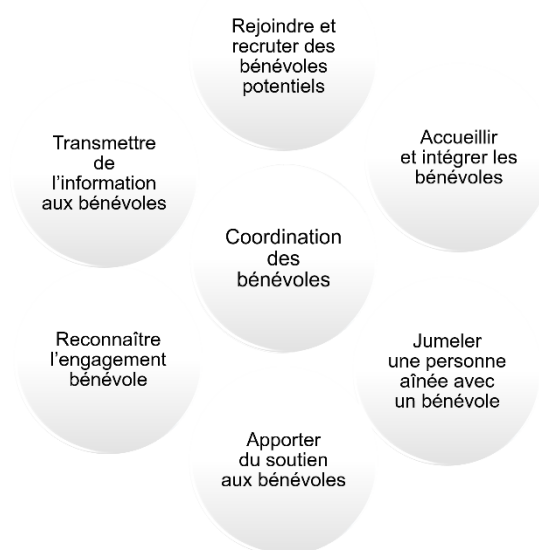 Rejoindre et
recruter des
bénévoles
potentiels
Accueillir
et intégrer les
bénévoles
Transmettre
de
l’information
aux bénévoles
Coordination
des
bénévoles
Reconnaître
l’engagement
bénévole
Jumeler
une personne
aînée avec
un bénévole
Apporter
du soutien
aux bénévoles